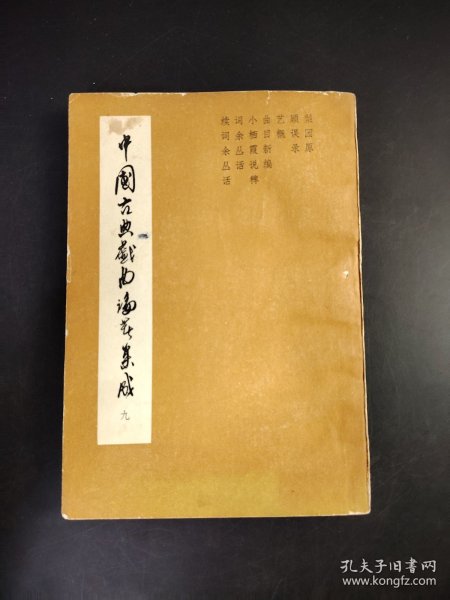 梨园原
顾误录
艺概
曲目新编
小栖霞说稗
词余丛话
续词余丛话
中國古典戲曲論著集成
九
孔夫子旧书网
www.kongfz.com